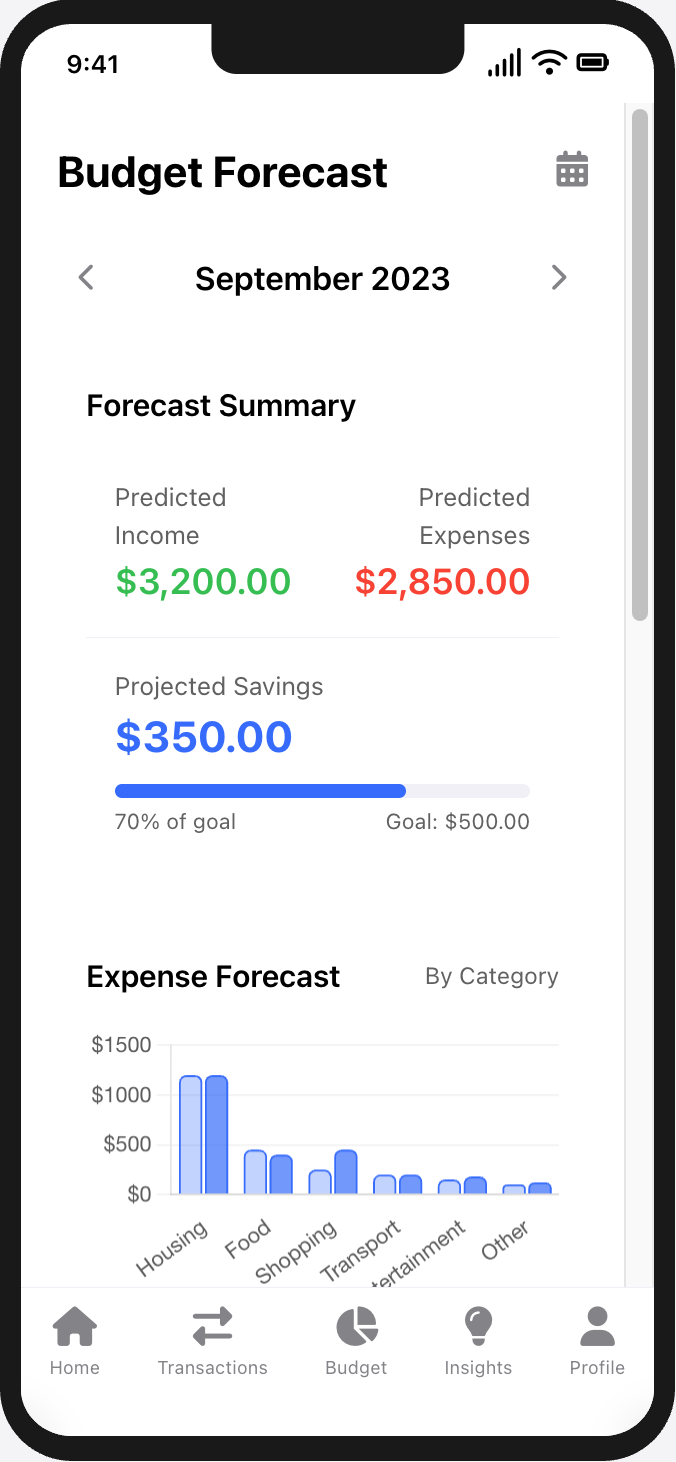 9:41
Budget Forecast
September 2023
Forecast Summary
Predicted Income
$3,200.00
Predicted Expenses
$2,850.00
Projected Savings
$350.00
70% of goal
Goal: $500.00
Expense Forecast
By Category
$1500
$1000
$500
$0
Housing
Food
Shopping
Transport
tertainment
Other
Home
Transactions
Budget
Insights
Profile